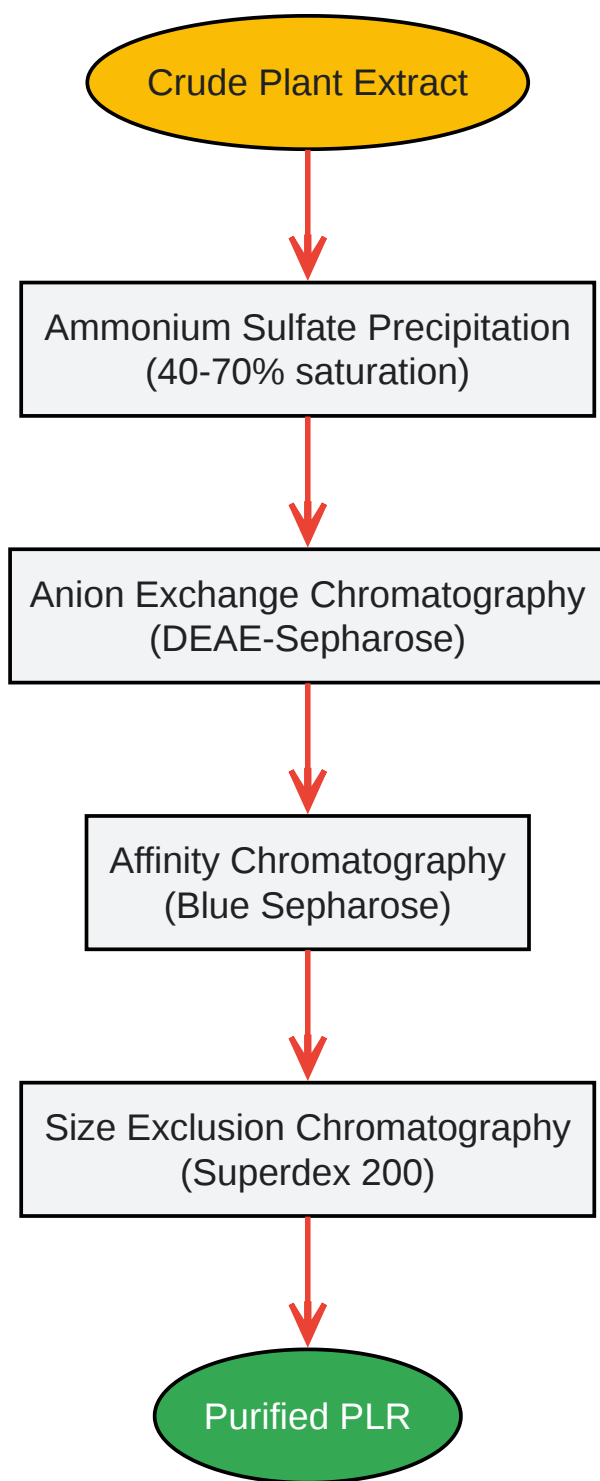 Crude Plant Extract
Ammonium Sulfate Precipitation
(40-70% saturation)
Anion Exchange Chromatography
(DEAE-Sepharose)
Affinity Chromatography
(Blue Sepharose)
Size Exclusion Chromatography
(Superdex 200)
Purified PLR